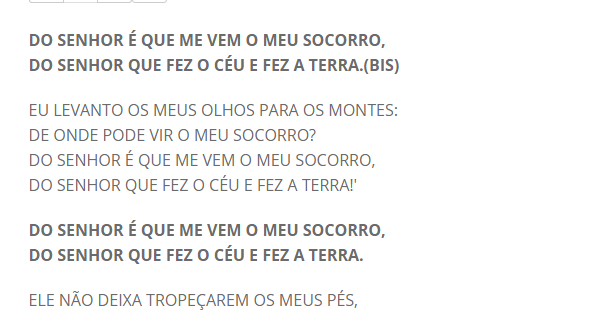 DO SENHOR É QUE ME VEM O MEU SOCORRO,
DO SENHOR QUE FEZ O CÉU E FEZ A TERRA.(BIS)
EU LEVANTO OS MEUS OLHOS PARA OS MONTES:
DE ONDE PODE VIR O MEU SOCORRO?
DO SENHOR É QUE ME VEM O MEU SOCORRO,
DO SENHOR QUE FEZ O CÉU E FEZ A TERRA!'
DO SENHOR É QUE ME VEM O MEU SOCORRO,
DO SENHOR QUE FEZ O CÉU E FEZ A TERRA.
ELE NÃO DEIXA TROPEÇAREM OS MEUS PÉS,